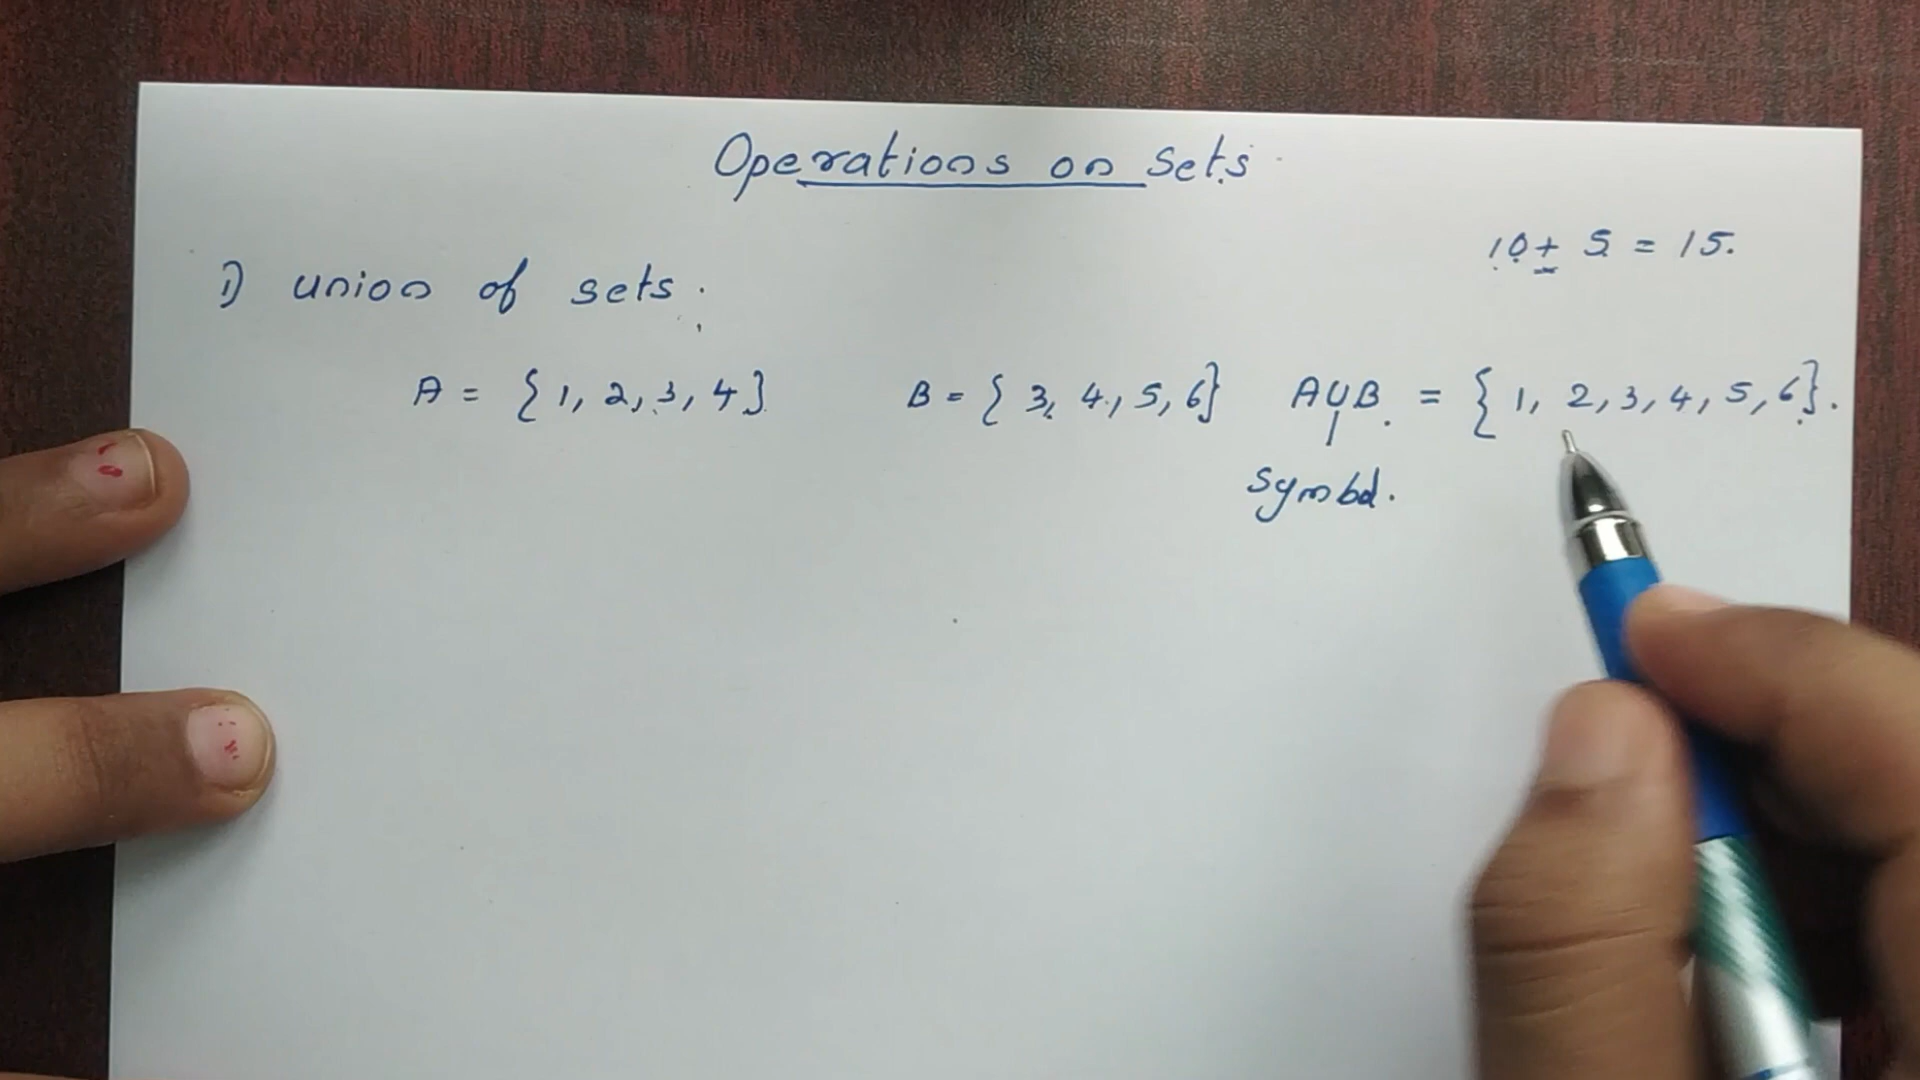 Operations on Sets
10 + 5 = 15.
1) union of sets.
A = {1, 2, 3, 4} B = {3, 4, 5, 6} A∪B = {1, 2, 3, 4, 5, 6}.
Symbol.